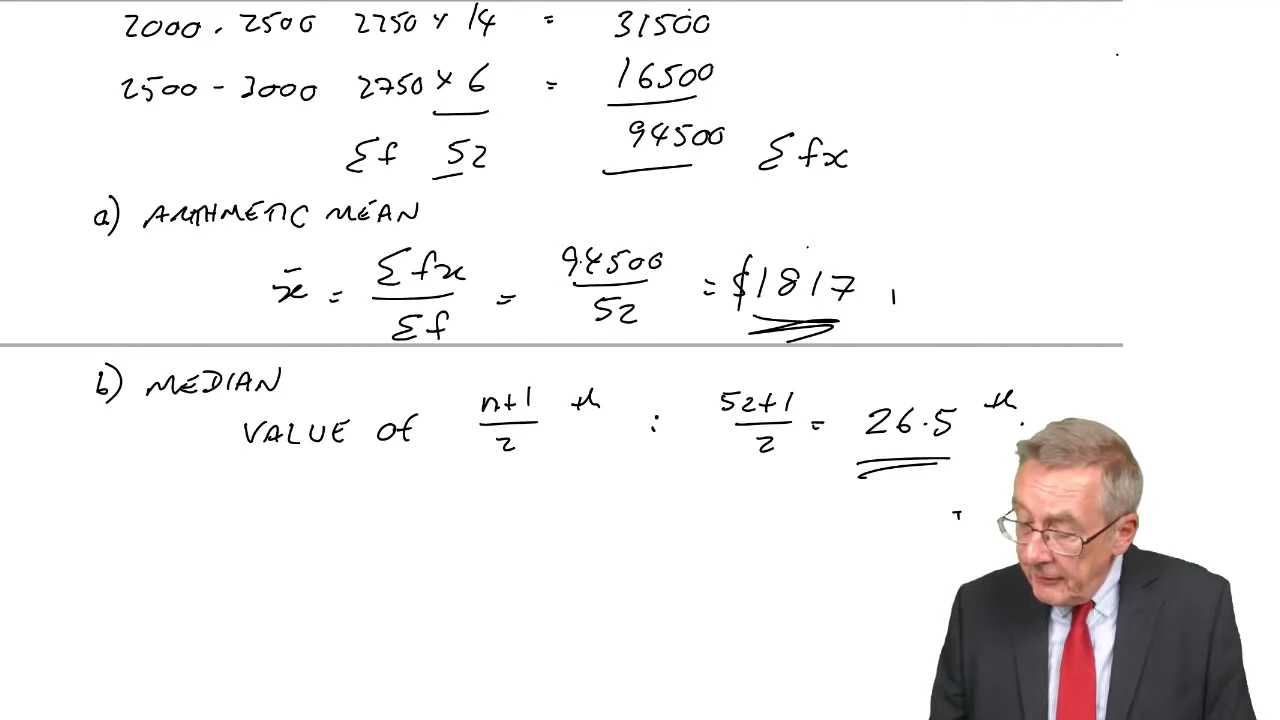 2000 - 2500 2250 x 14 = 31500
2500 - 3000 2750 x 6 = 16500
Σf 52 94500 Σfx
a) ARITHMETIC MEAN
x̄ = Σfx / Σf = 94500 / 52 = $1817
b) MEDIAN
VALUE OF n+1 / 2 th : 52+1 / 2 = 26.5 th